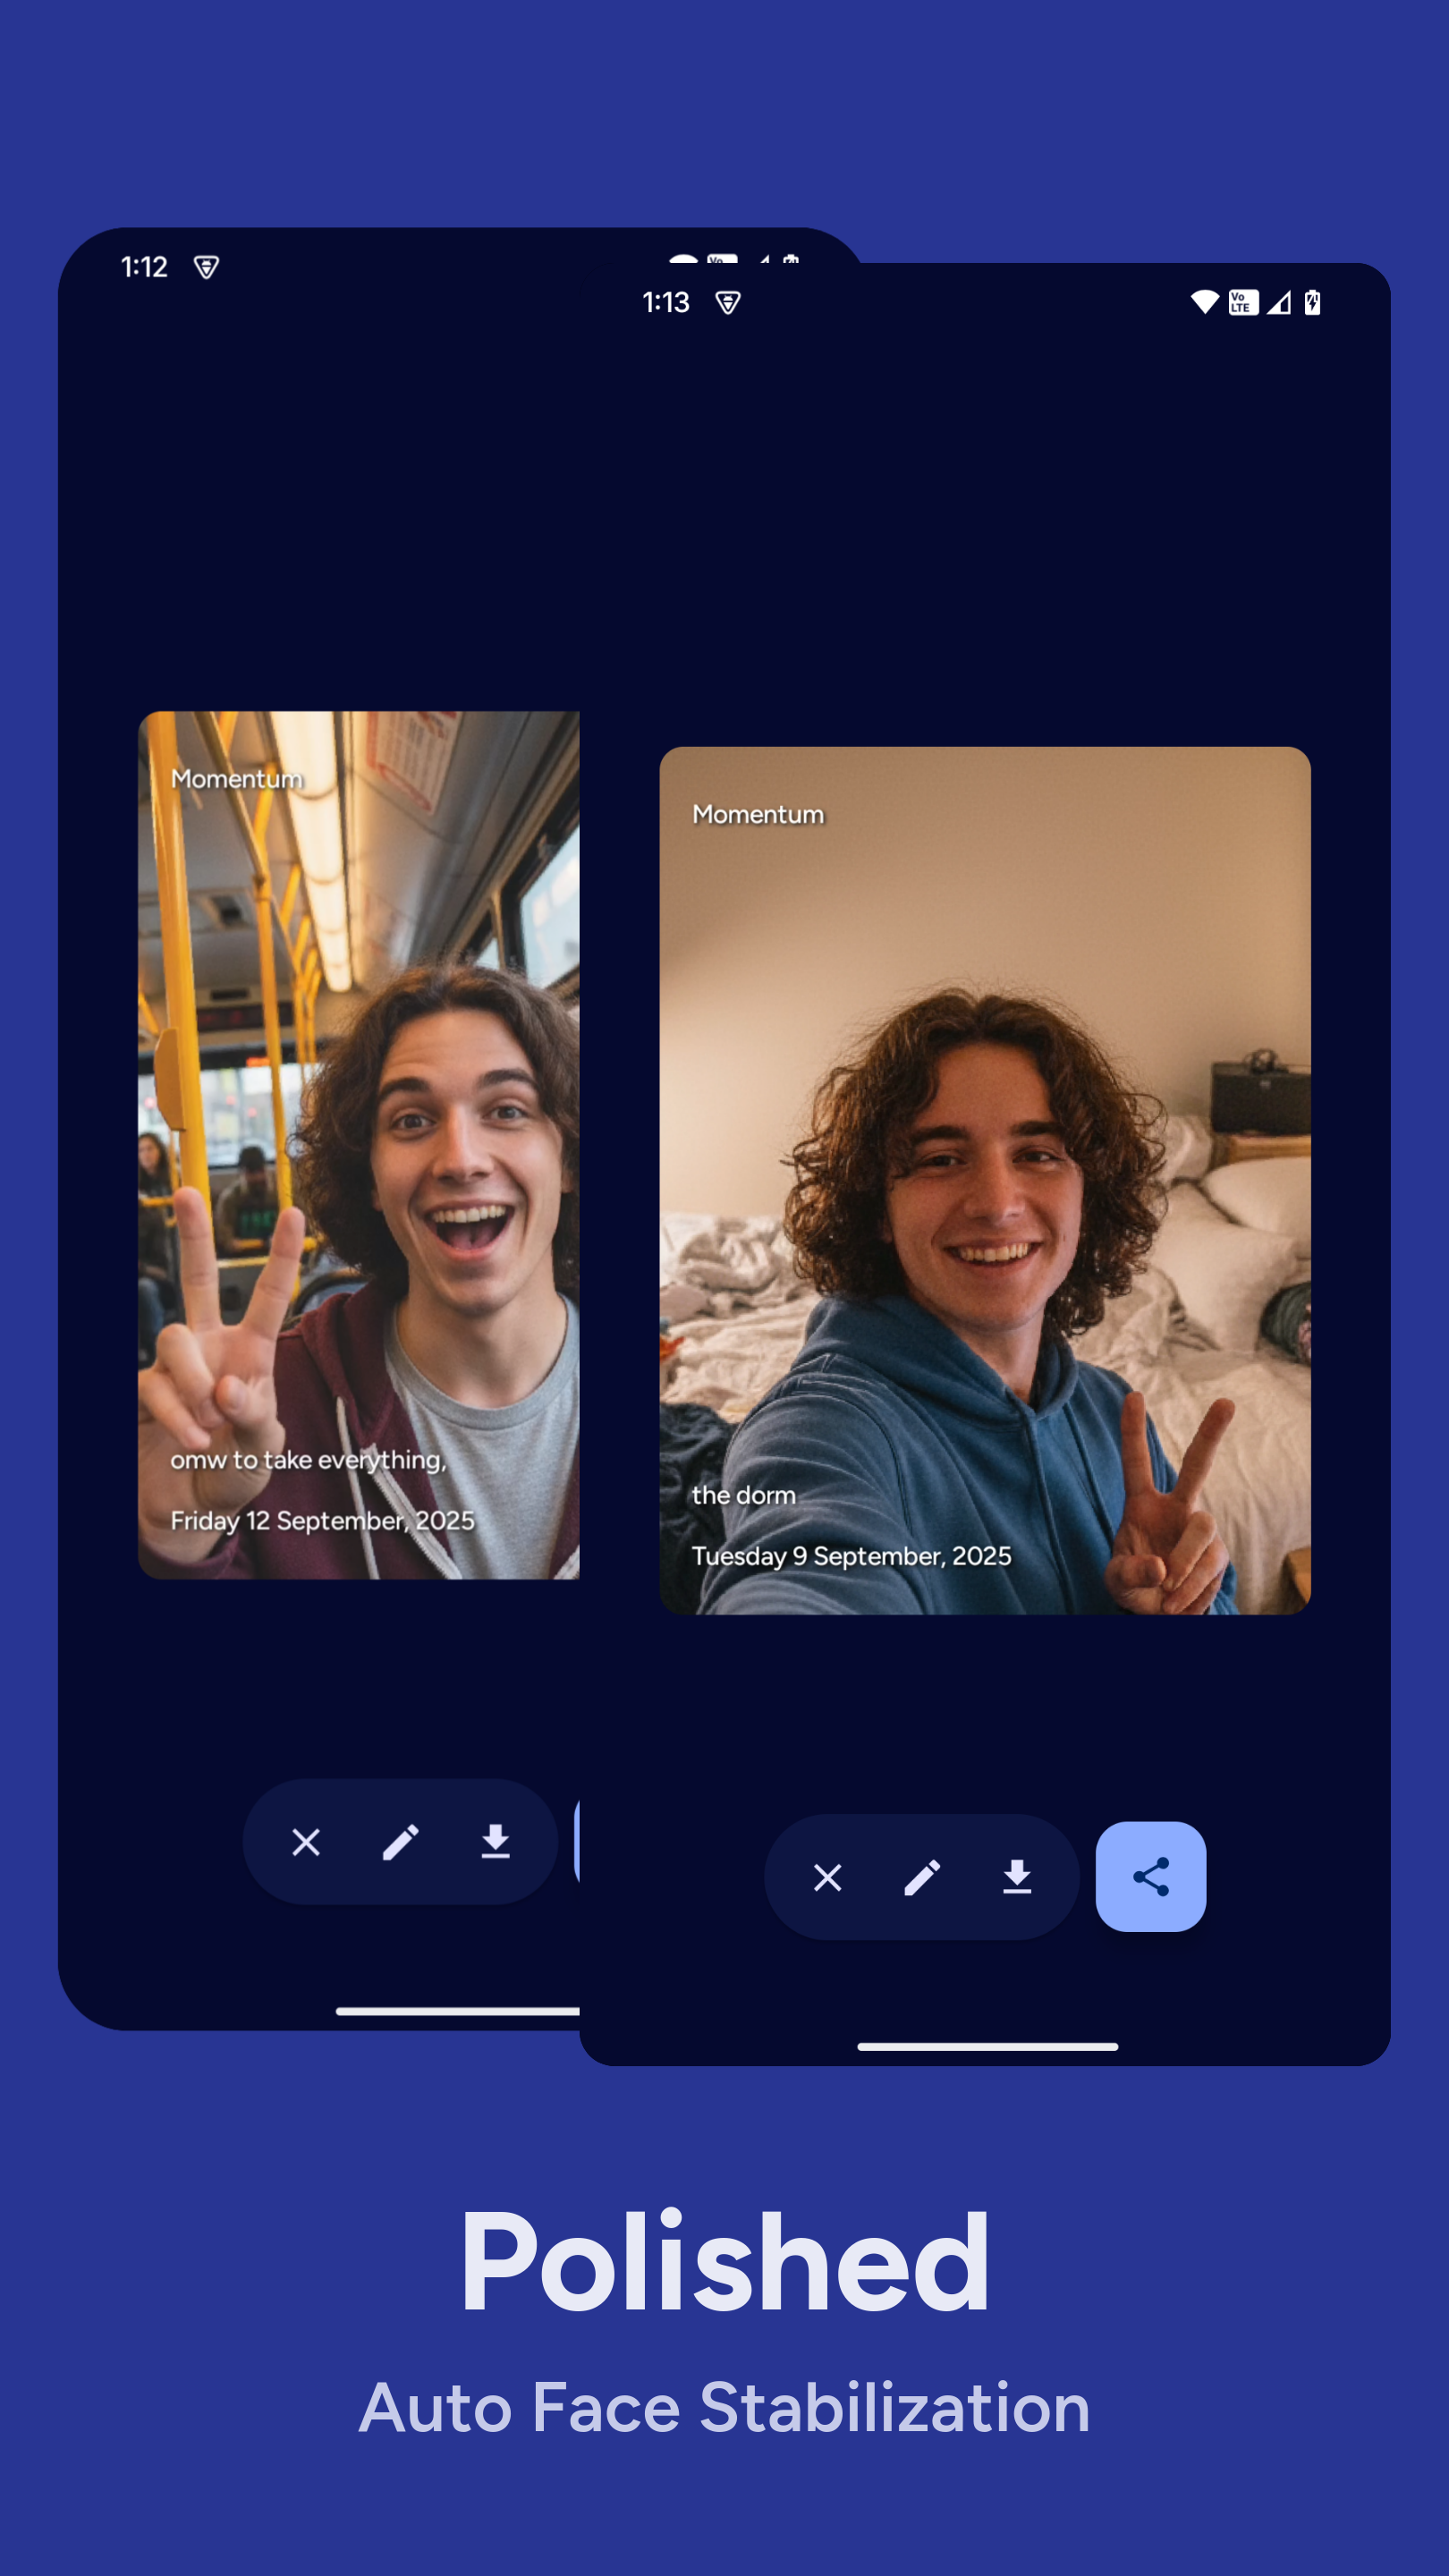 1:12
Vo
1:13
Vo
LTE
Momentum
omw to take everything,
Friday 12 September, 2025
Momentum
the dorm
Tuesday 9 September, 2025
Polished
Auto Face Stabilization